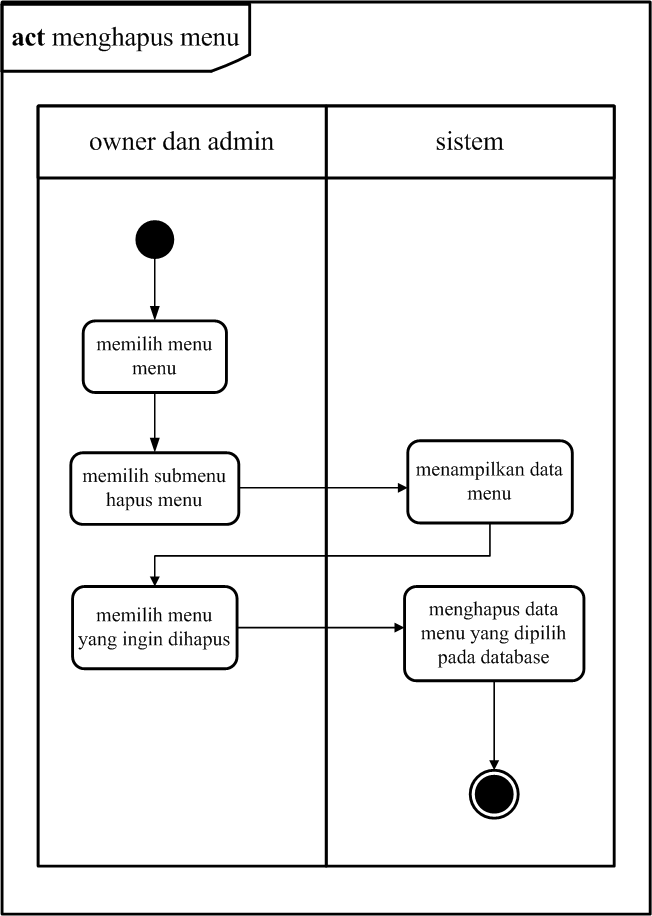 act menghapus menu
owner dan admin
sistem
memilih menu
menu
memilih submenu
hapus menu
menampilkan data
menu
memilih menu
yang ingin dihapus
menghapus data
menu yang dipilih
pada database